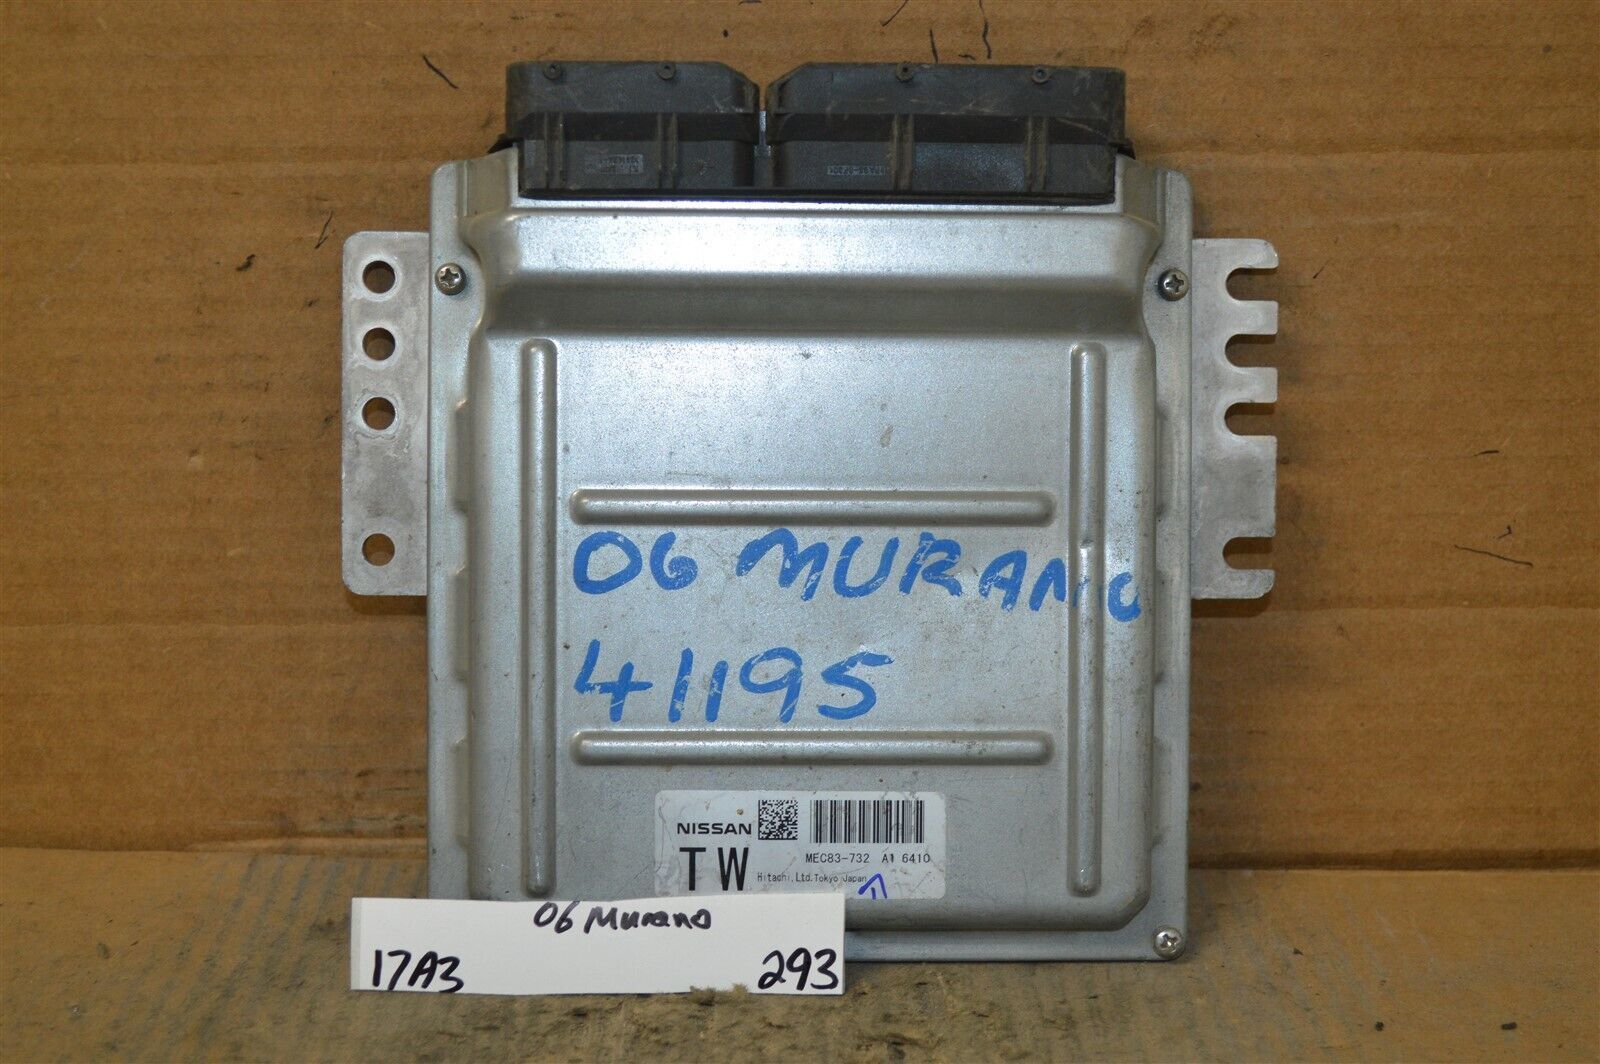 06 MURANO
41195
NISSAN
TW
MEC83-732 A1 6410
Hitachi,Ltd.Tokyo Japan
06 Murano
17A3 293